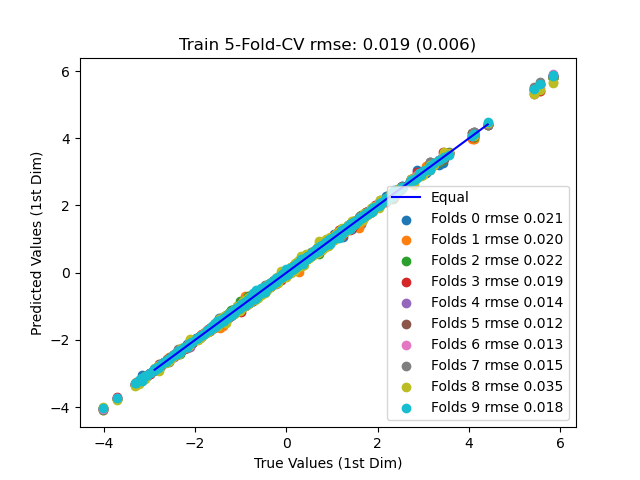 Train 5-Fold-CV rmse: 0.019 (0.006)
Predicted Values (1st Dim)
6
4
2
0
−2
−4
Equal
Folds 0 rmse 0.021
Folds 1 rmse 0.020
Folds 2 rmse 0.022
Folds 3 rmse 0.019
Folds 4 rmse 0.014
Folds 5 rmse 0.012
Folds 6 rmse 0.013
Folds 7 rmse 0.015
Folds 8 rmse 0.035
Folds 9 rmse 0.018
−4 −2 0 2 4 6
True Values (1st Dim)